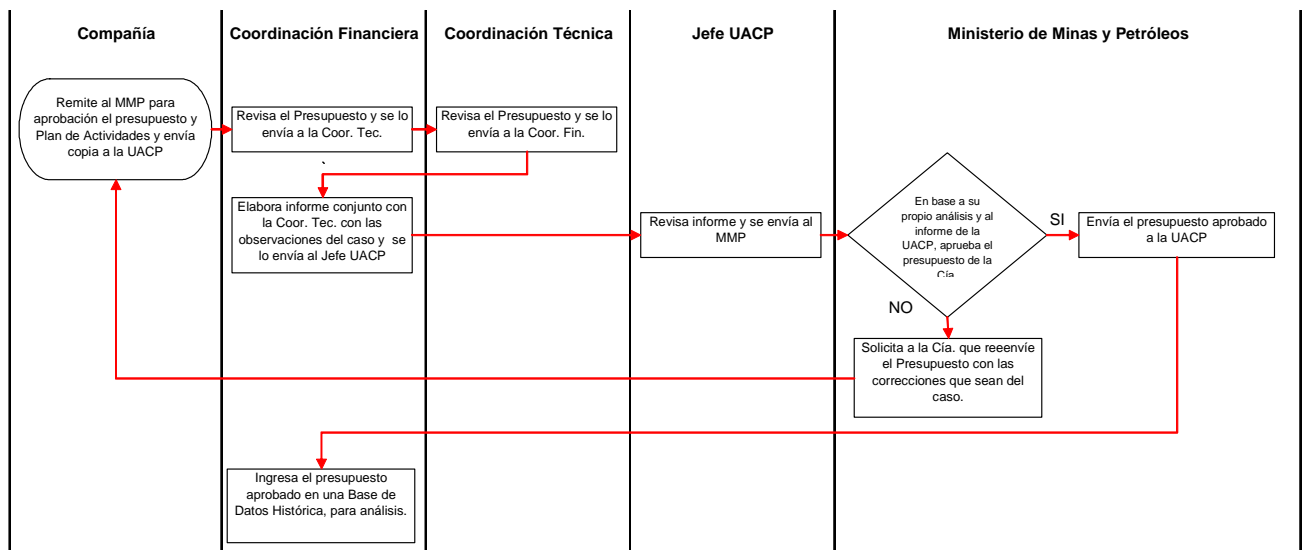 Compañía
Coordinación Financiera
Coordinación Técnica
Jefe UACP
Ministerio de Minas y Petróleos
Remite al MMP para
aprobación el presupuesto y
Plan de Actividades y envía
copia a la UACP
Revisa el Presupuesto y se lo
envía a la Coor. Tec.
Revisa el Presupuesto y se lo
envía a la Coor. Fin.
`
Elabora informe conjunto con
la Coor. Tec. con las
observaciones del caso y se
lo envía al Jefe UACP
Revisa informe y se envía al
MMP
En base a su
propio análisis y al
informe de la
UACP, aprueba el
presupuesto de la
Cía.
SI
Envía el presupuesto aprobado
a la UACP
NO
Solicita a la Cía. que reeenvíe
el Presupuesto con las
correcciones que sean del
caso.
Ingresa el presupuesto
aprobado en una Base de
Datos Histórica, para análisis.